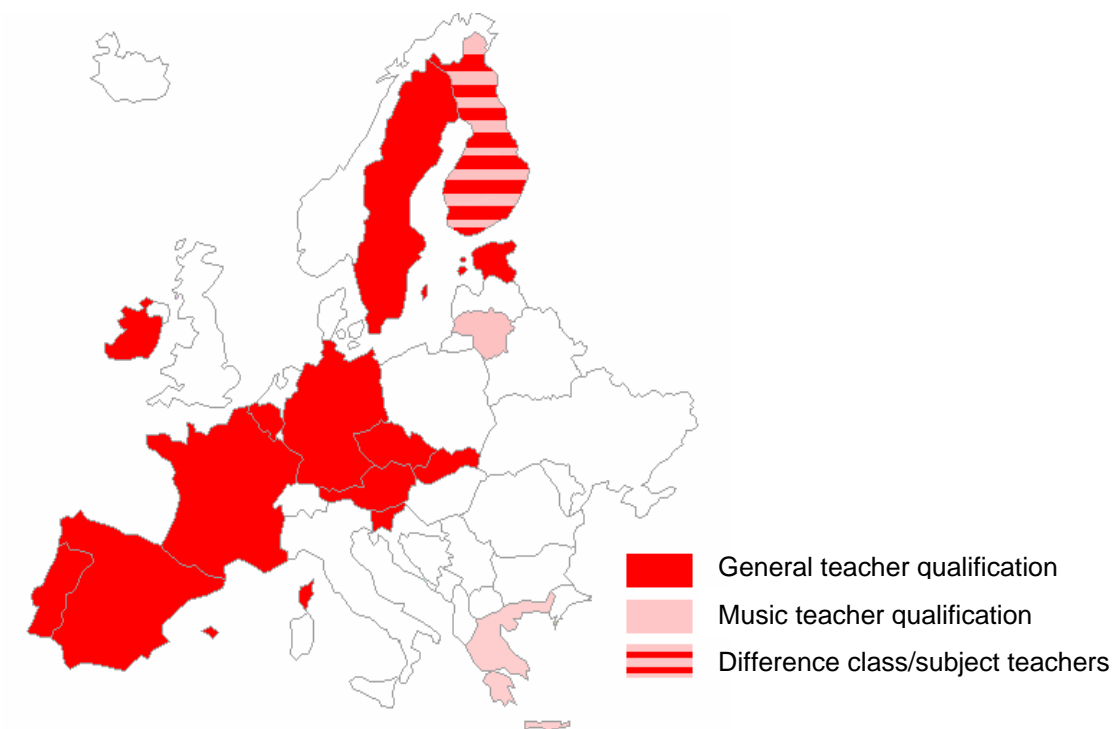 General teacher qualification
Music teacher qualification
Difference class/subject teachers